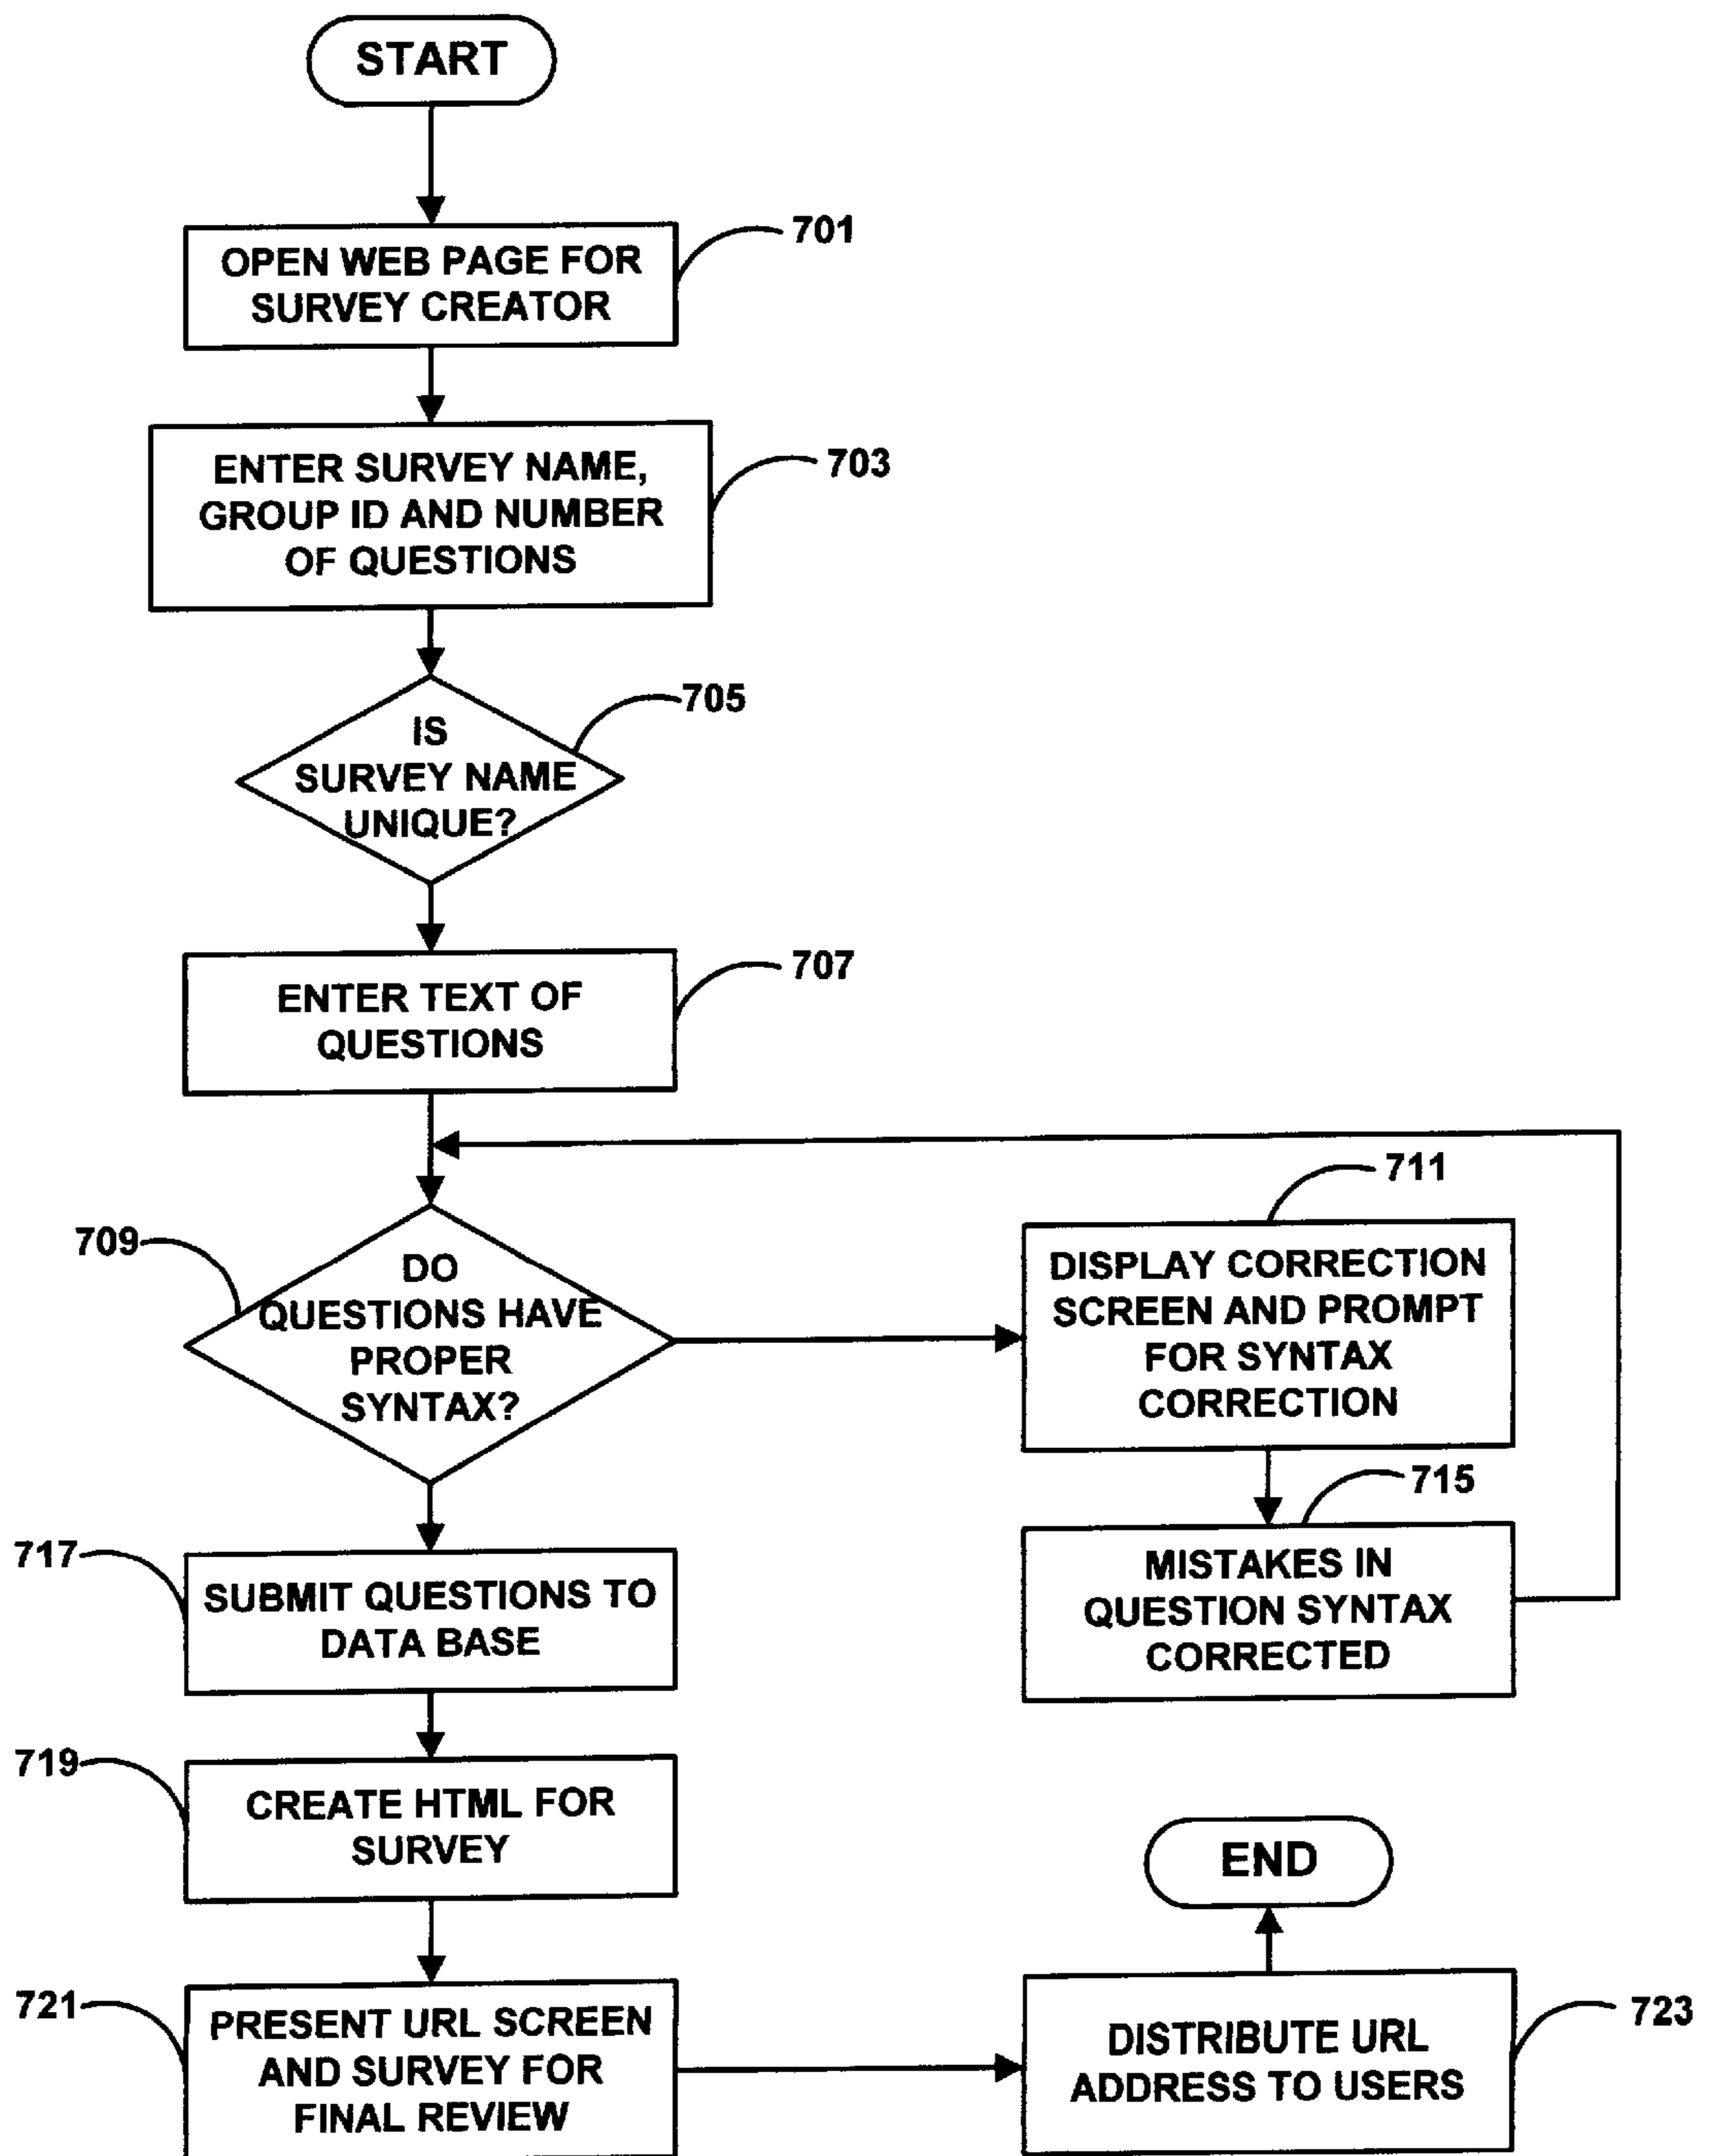 START
701
OPEN WEB PAGE FOR
SURVEY CREATOR
703
ENTER SURVEY NAME,
GROUP ID AND NUMBER
OF QUESTIONS
705
IS
SURVEY NAME
UNIQUE?
707
ENTER TEXT OF
QUESTIONS
709
DO
QUESTIONS HAVE
PROPER
SYNTAX?
711
DISPLAY CORRECTION
SCREEN AND PROMPT
FOR SYNTAX
CORRECTION
715
MISTAKES IN
QUESTION SYNTAX
CORRECTED
717
SUBMIT QUESTIONS TO
DATA BASE
719
CREATE HTML FOR
SURVEY
721
PRESENT URL SCREEN
AND SURVEY FOR
FINAL REVIEW
723
DISTRIBUTE URL
ADDRESS TO USERS
END